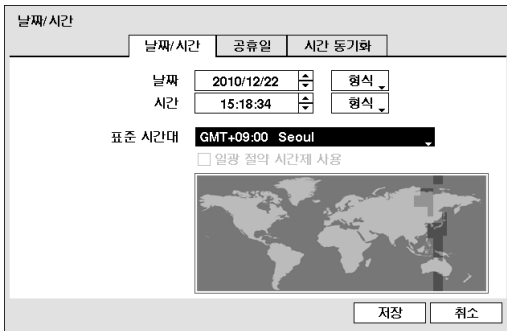 날짜/시간
날짜/시간 공휴일 시간 동기화
날짜 2010/12/22 형식
시간 15:18:34 형식
표준 시간대 GMT+09:00 Seoul
일광 절약 시간제 사용
저장 취소